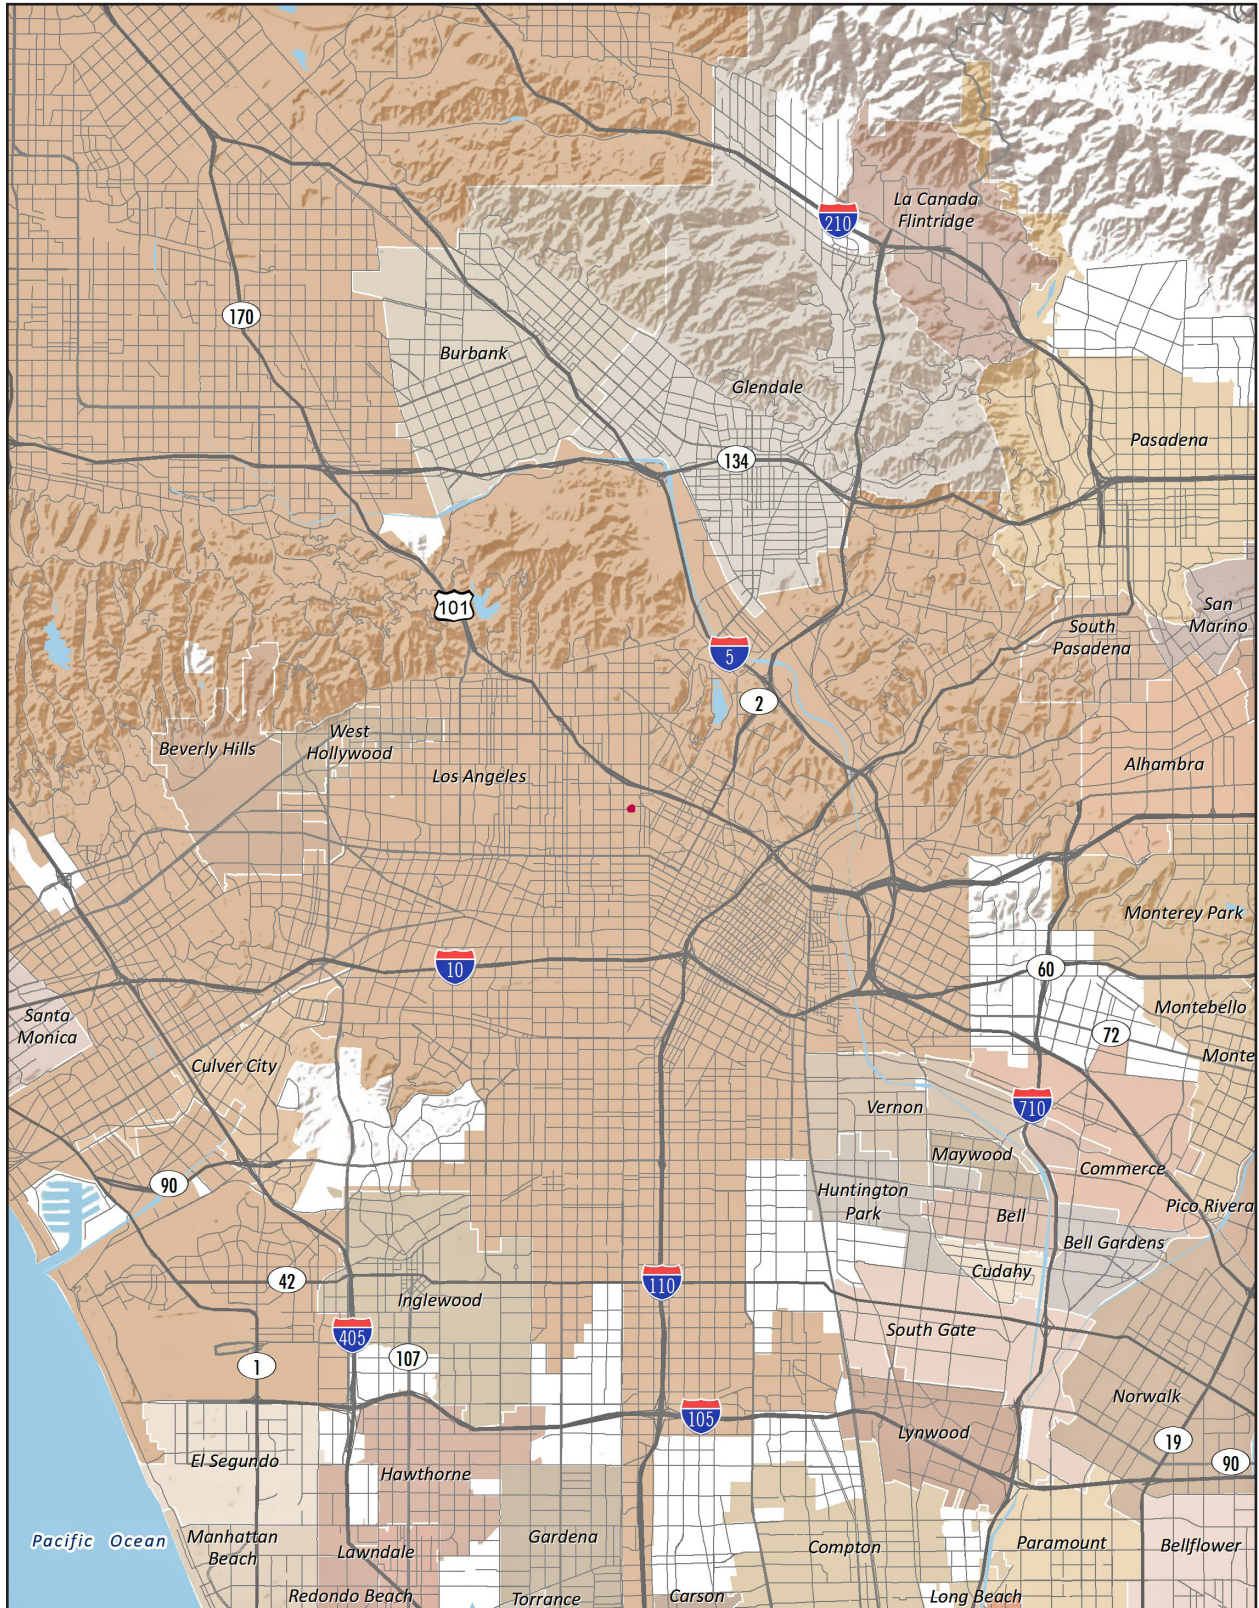 La Canada
Flintridge
210
170
Burbank
Glendale
Pasadena
134
San
Marino
101
South
Pasadena
5
2
West
Hollywood
Beverly Hills
Alhambra
Los Angeles
Monterey Park
10
60
Montebello
Santa
Monica
72
Monte
Culver City
Vernon
710
Maywood
Commerce
90
Huntington
Park
Bell
Pico Rivera
Bell Gardens
Cudahy
42
110
Inglewood
405
South Gate
107
1
Norwalk
105
Lynwood
19
El Segundo
90
Hawthorne
Pacific Ocean
Manhattan
Beach
Gardena
Paramount
Bellflower
Lawndale
Compton
Redondo Beach
Torrance
Carson
Long Beach